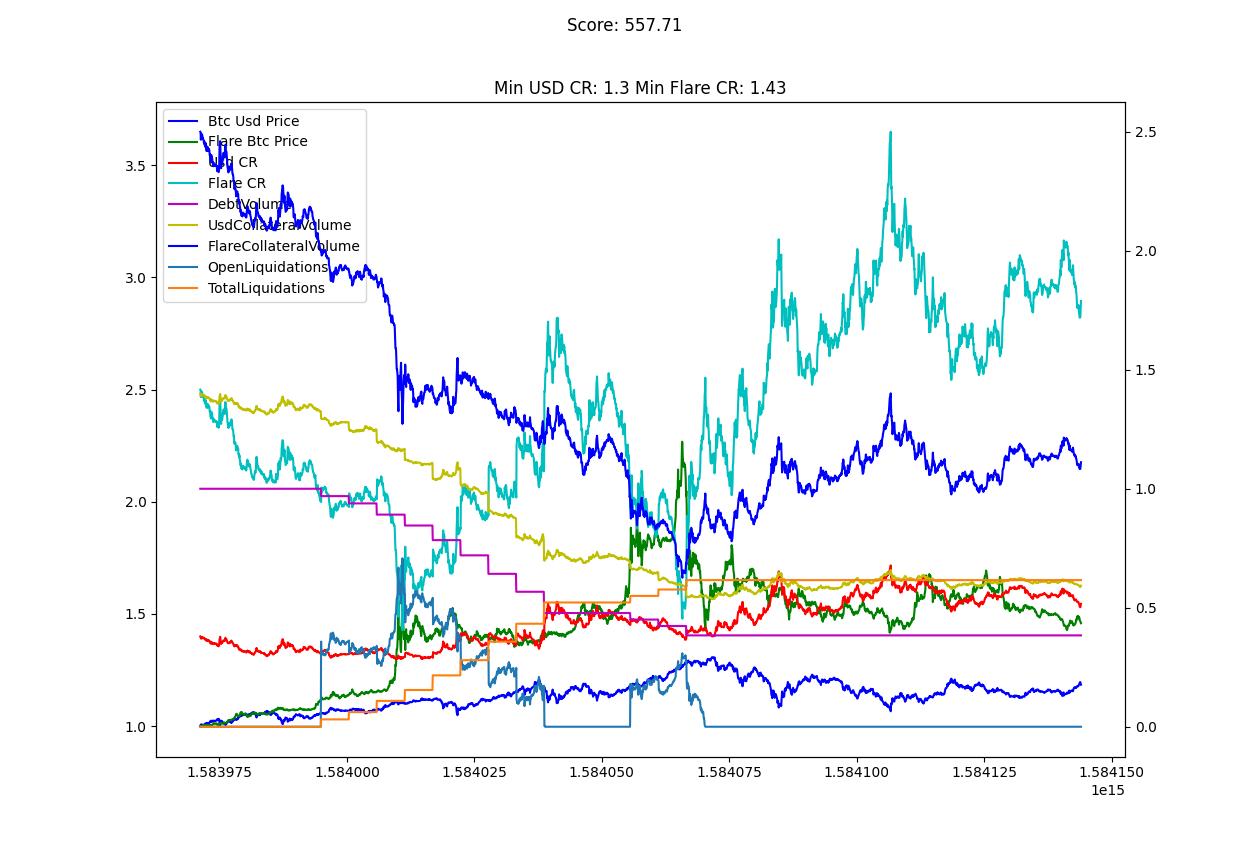 Score: 557.71
Min USD CR: 1.3 Min Flare CR: 1.43
Btc Usd Price
Flare Btc Price
Usd CR
Flare CR
DebtVolume
UsdCollateralVolume
FlareCollateralVolume
OpenLiquidations
TotalLiquidations
3.5
3.0
2.5
2.0
1.5
1.0
2.5
2.0
1.5
1.0
0.5
0.0
1.583975 1.584000 1.584025 1.584050 1.584075 1.584100 1.584125 1.584150
1e15